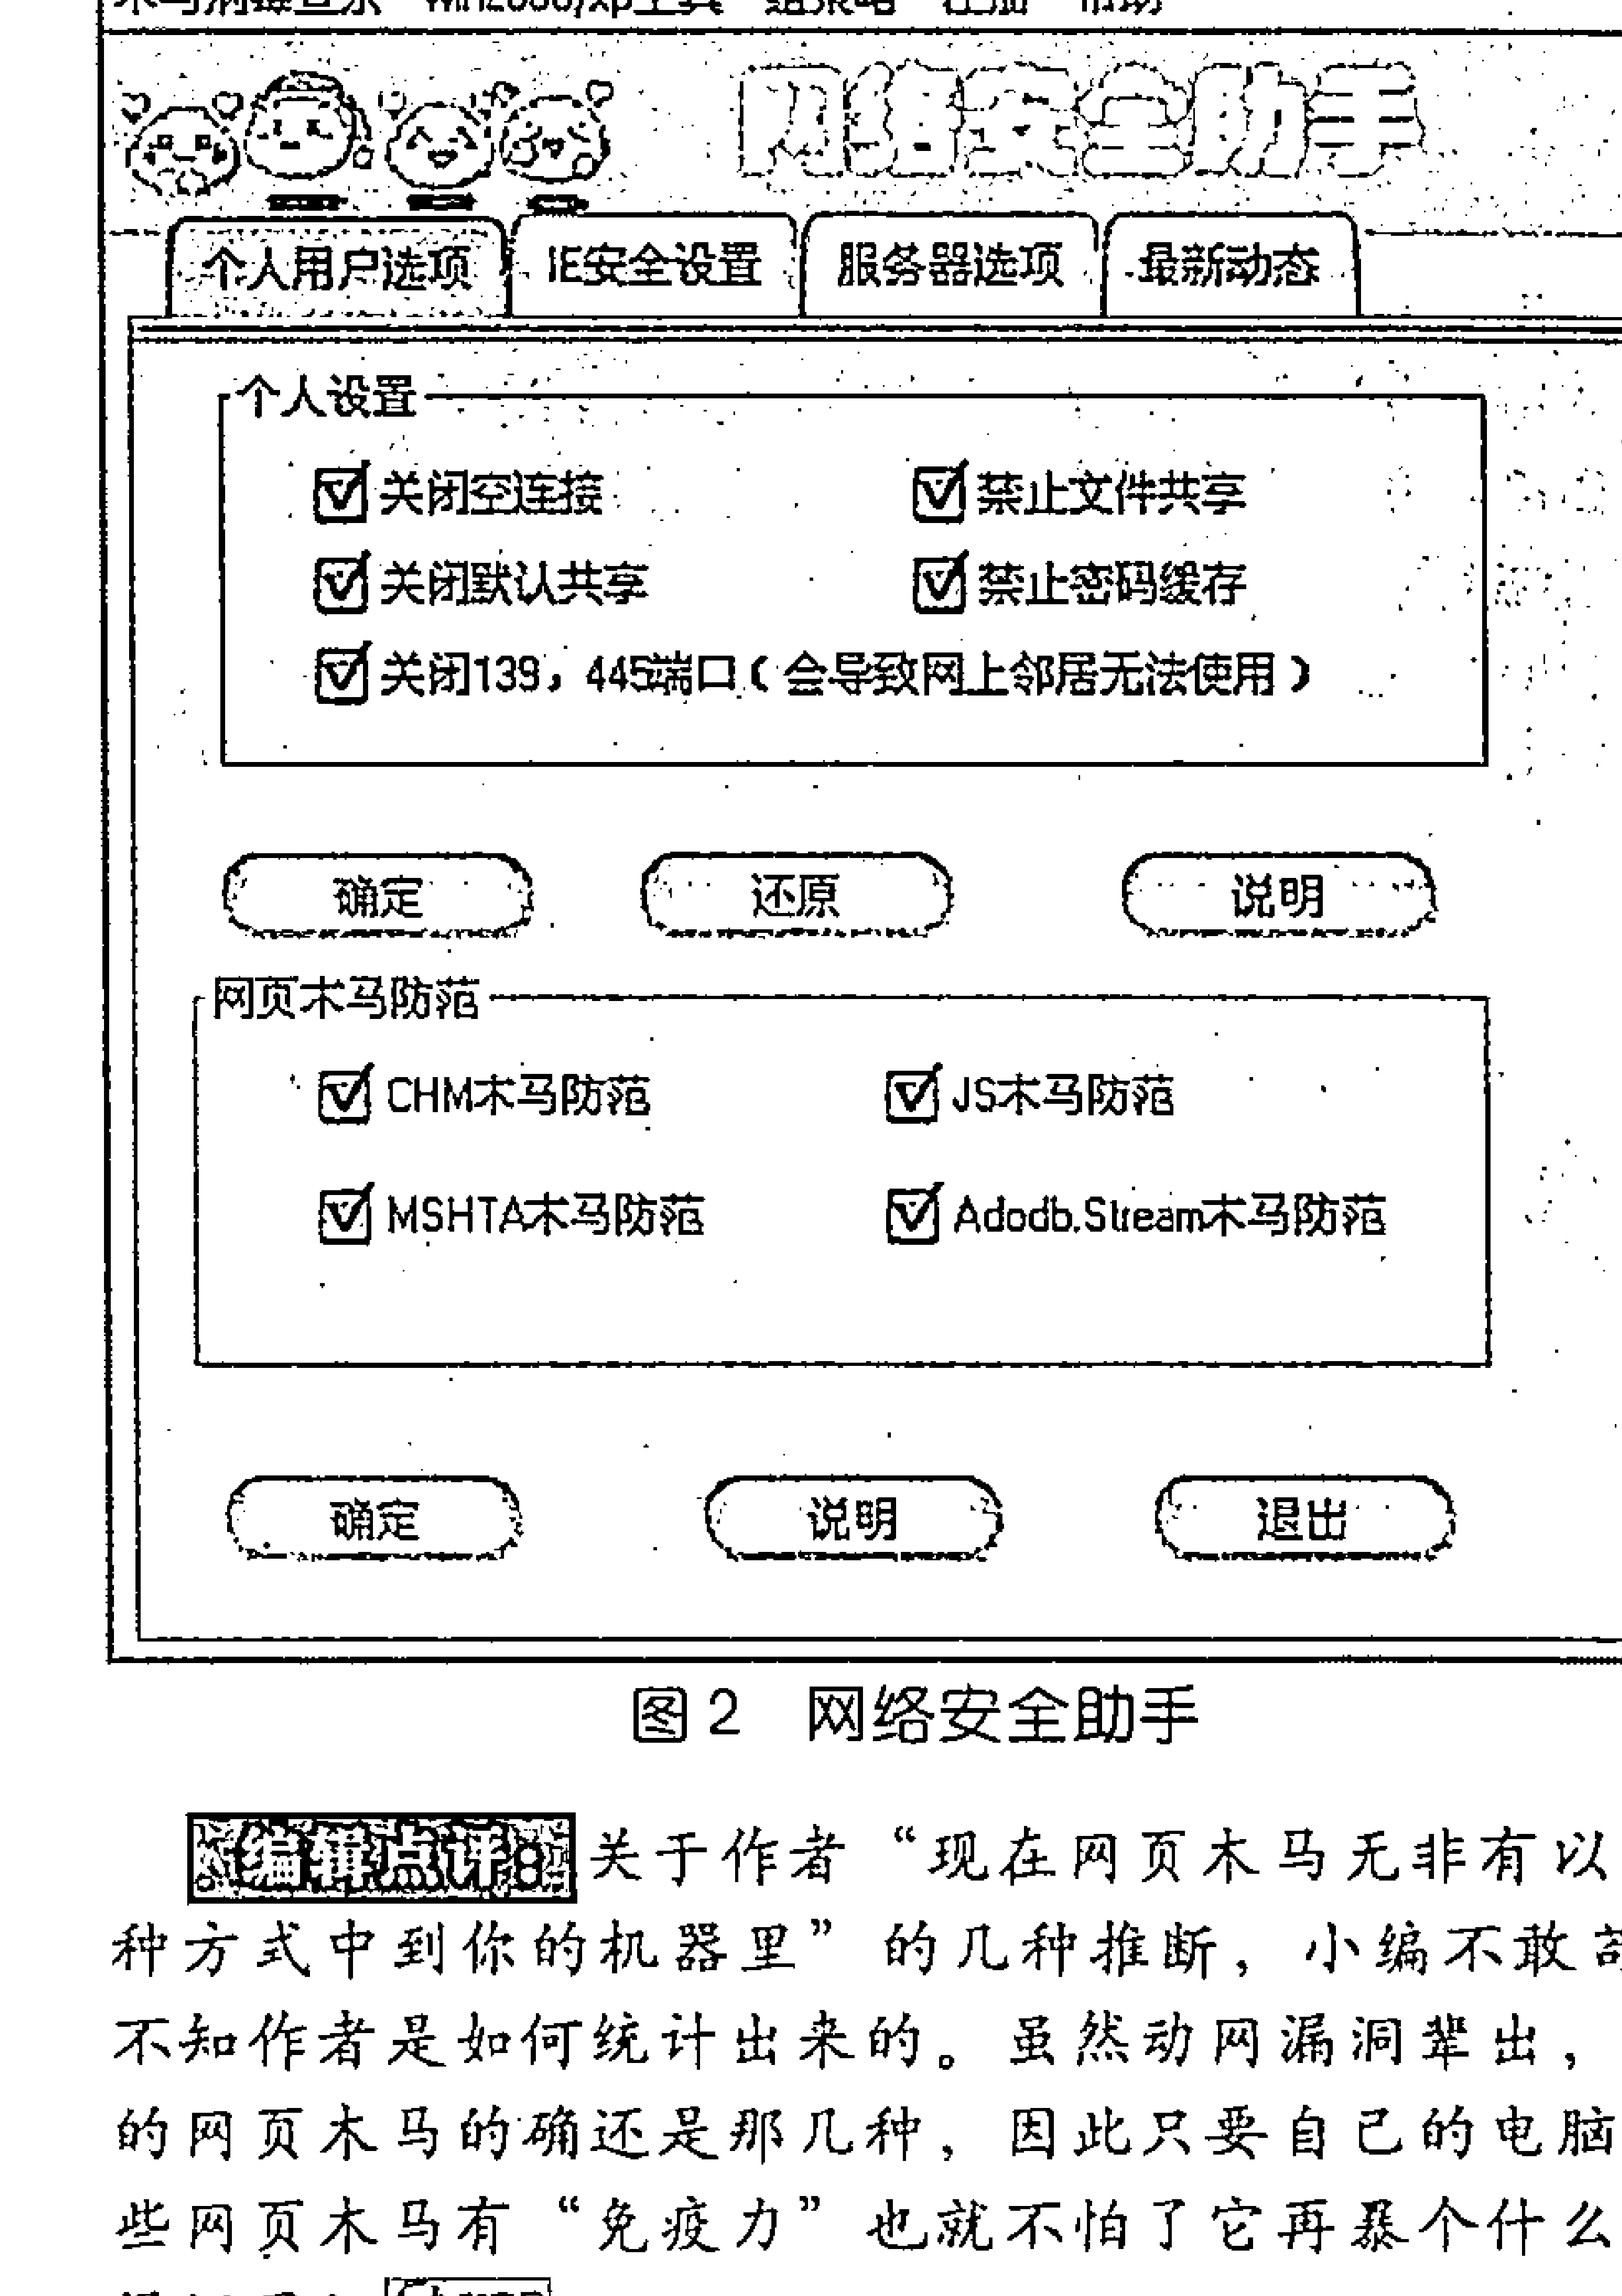 网络安全助手
个人用户选项 IE安全设置 服务器选项 最新动态
个人设置
关闭空连接 禁止文件共享
关闭默认共享 禁止密码缓存
关闭139，445端口（会导致网上邻居无法使用）
确定 还原 说明
网页木马防范
CHM木马防范 JS木马防范
MSHTA木马防范 Adodb.Stream木马防范
确定 说明 退出
图2 网络安全助手
编辑点评： 关于作者“现在网页木马无非有以
种方式中到你的机器里”的几种推断，小编不敢苟
不知作者是如何统计出来的。虽然动网漏洞辈出，
的网页木马的确还是那几种，因此只要自己的电脑
些网页木马有“免疫力”也就不怕了它再暴个什么